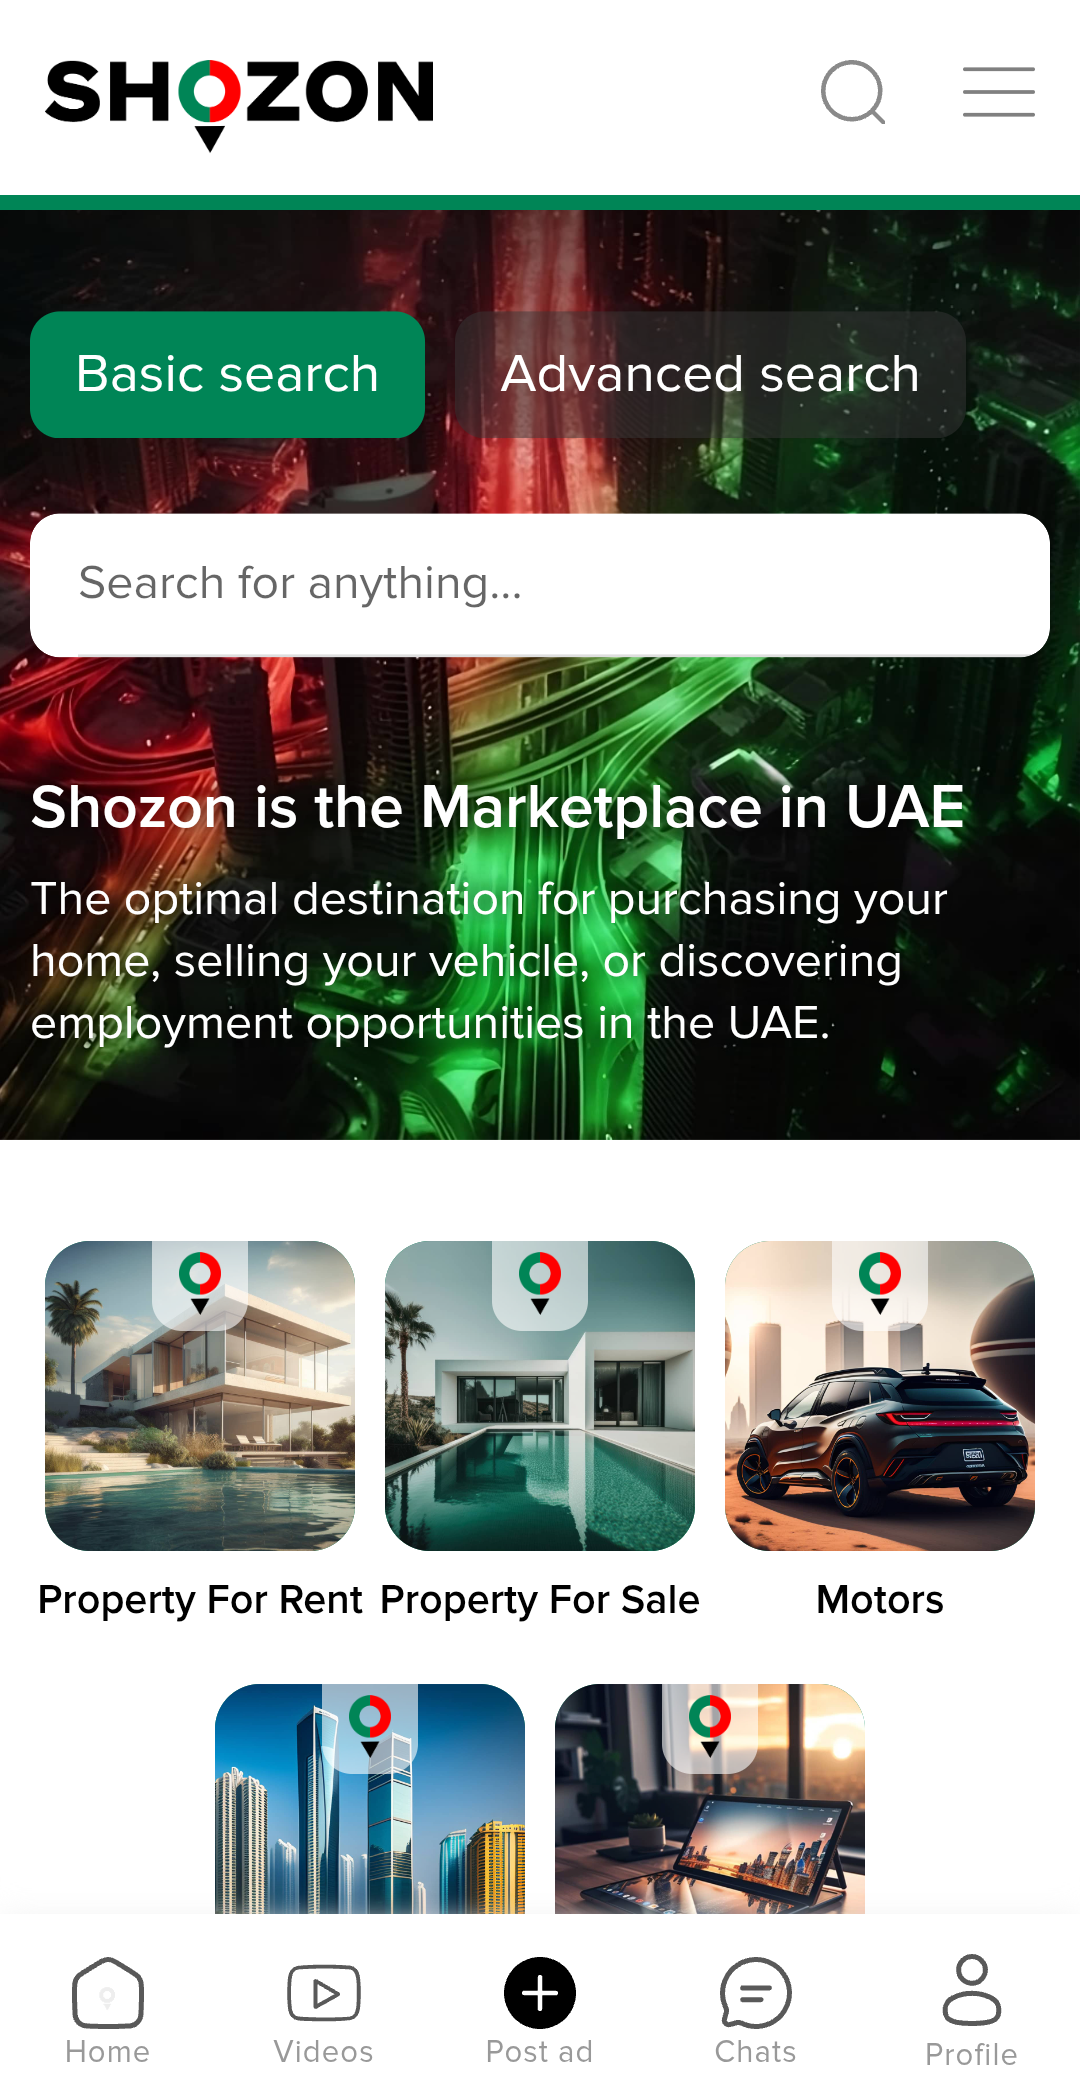 SHOZON
Basic search
Advanced search
Search for anything...
Shozon is the Marketplace in UAE
The optimal destination for purchasing your
home, selling your vehicle, or discovering
employment opportunities in the UAE.
Property For Rent
Property For Sale
Motors
Home
Videos
Post ad
Chats
Profile